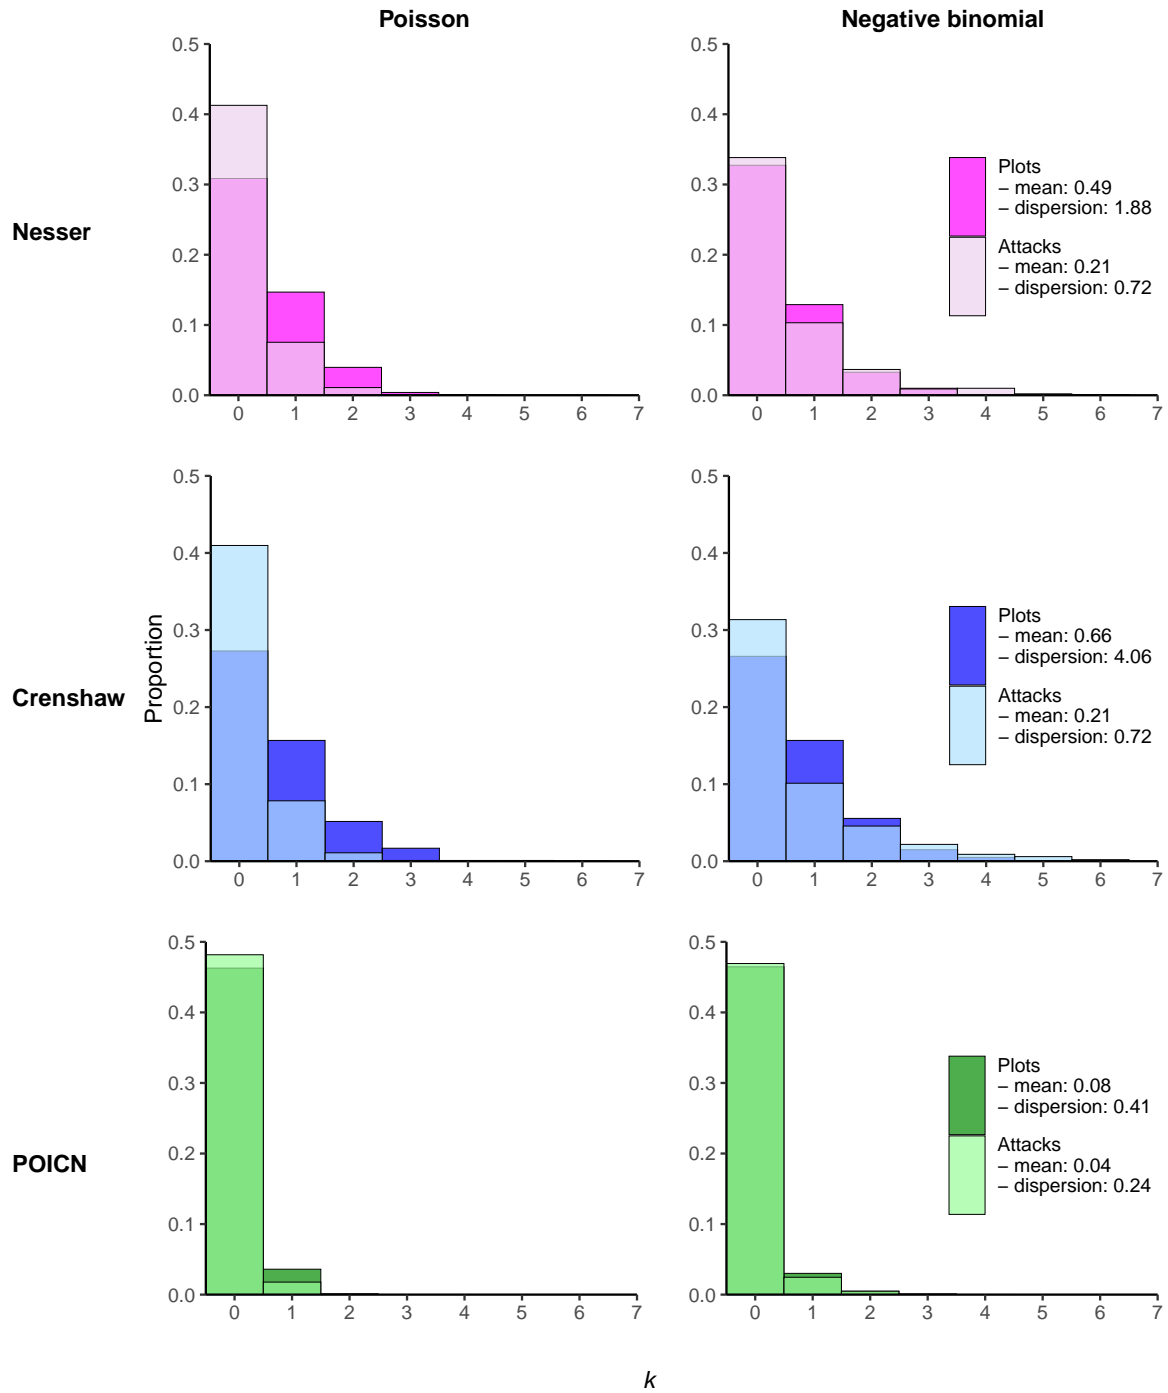 Poisson
Negative binomial
0.5
0.4
0.3
0.2
0.1
0.0
0 1 2 3 4 5 6 7
0.5
0.4
0.3
0.2
0.1
0.0
0 1 2 3 4 5 6 7
Nesser
Plots
– mean: 0.49
– dispersion: 1.88
Attacks
– mean: 0.21
– dispersion: 0.72
0.5
0.4
0.3
0.2
0.1
0.0
0 1 2 3 4 5 6 7
0.5
0.4
0.3
0.2
0.1
0.0
0 1 2 3 4 5 6 7
Crenshaw
Proportion
Plots
– mean: 0.66
– dispersion: 4.06
Attacks
– mean: 0.21
– dispersion: 0.72
0.5
0.4
0.3
0.2
0.1
0.0
0 1 2 3 4 5 6 7
0.5
0.4
0.3
0.2
0.1
0.0
0 1 2 3 4 5 6 7
POICN
Plots
– mean: 0.08
– dispersion: 0.41
Attacks
– mean: 0.04
– dispersion: 0.24
k